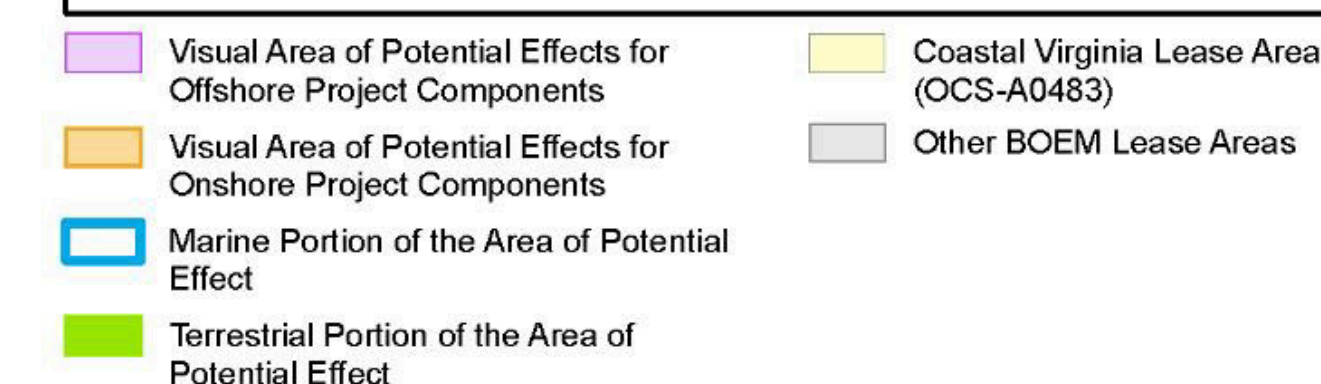 Visual Area of Potential Effects for
Offshore Project Components
Visual Area of Potential Effects for
Onshore Project Components
Marine Portion of the Area of Potential
Effect
Terrestrial Portion of the Area of
Potential Effect
Coastal Virginia Lease Area
(OCS-A0483)
Other BOEM Lease Areas